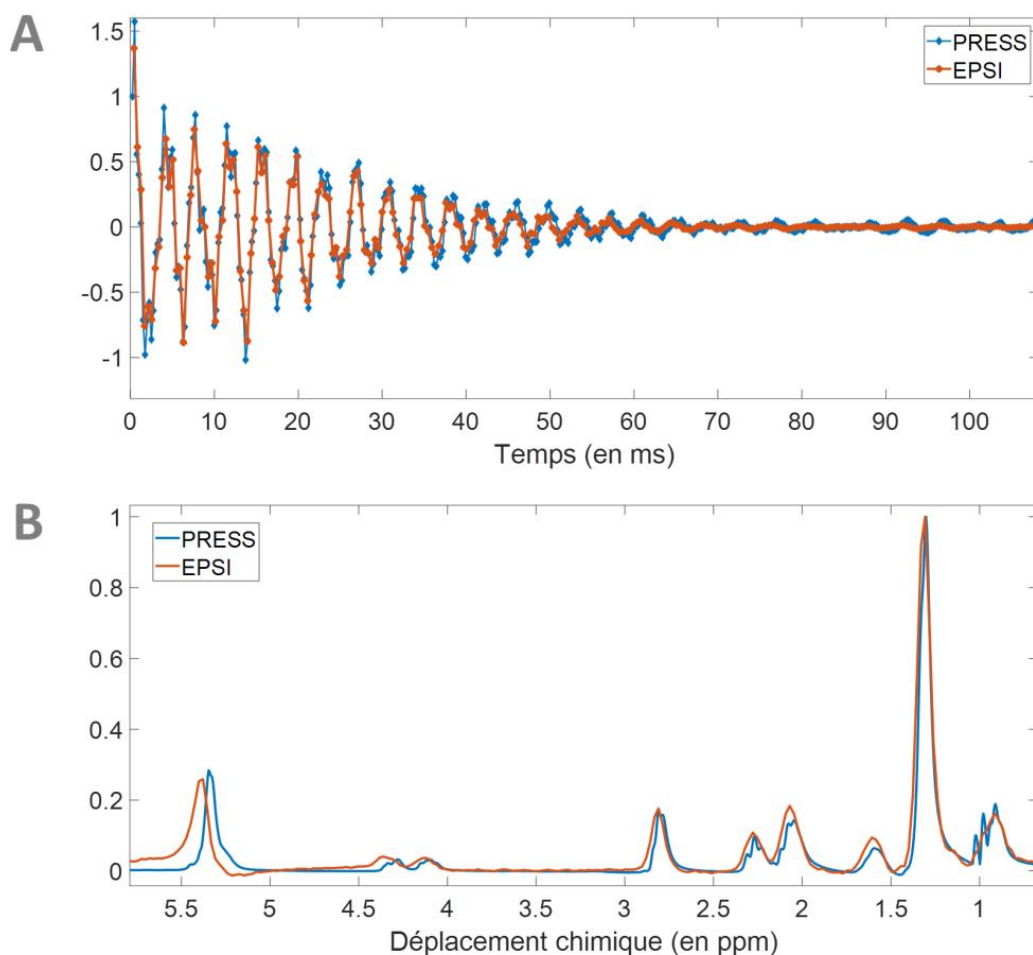 A
1.5
1
0.5
0
-0.5
-1
PRESS
EPSI
0 10 20 30 40 50 60 70 80 90 100
Temps (en ms)
B
1
0.8
0.6
0.4
0.2
0
PRESS
EPSI
5.5 5 4.5 4 3.5 3 2.5 2 1.5 1
Déplacement chimique (en ppm)